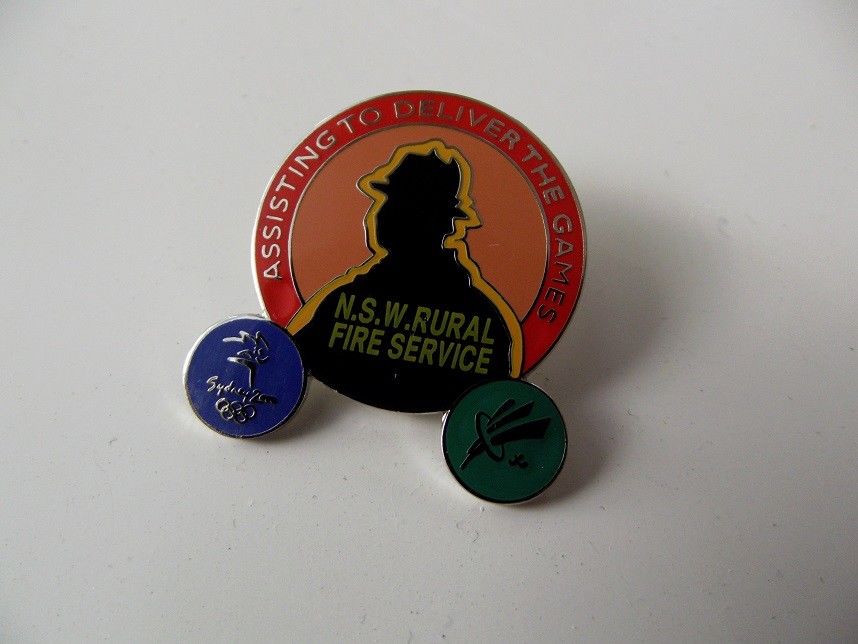 ASSISTING TO DELIVER THE GAMES
N.S.W. RURAL
FIRE SERVICE
Sydney 2000